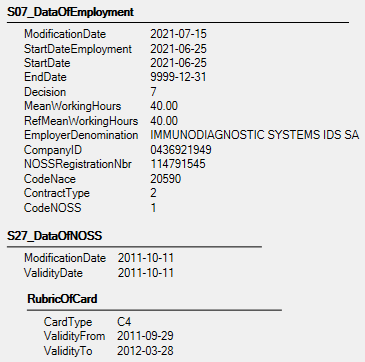 S07_DataOfEmployment
ModificationDate 2021-07-15
StartDateEmployment 2021-06-25
StartDate 2021-06-25
EndDate 9999-12-31
Decision 7
MeanWorkingHours 40.00
RefMeanWorkingHours 40.00
EmployerDenomination IMMUNODIAGNOSTIC SYSTEMS IDS SA
CompanyID 0436921949
NOSSRegistrationNbr 114791545
CodeNace 20590
ContractType 2
CodeNOSS 1
S27_DataOfNOSS
ModificationDate 2011-10-11
ValidityDate 2011-10-11
RubricOfCard
CardType C4
ValidityFrom 2011-09-29
ValidityTo 2012-03-28